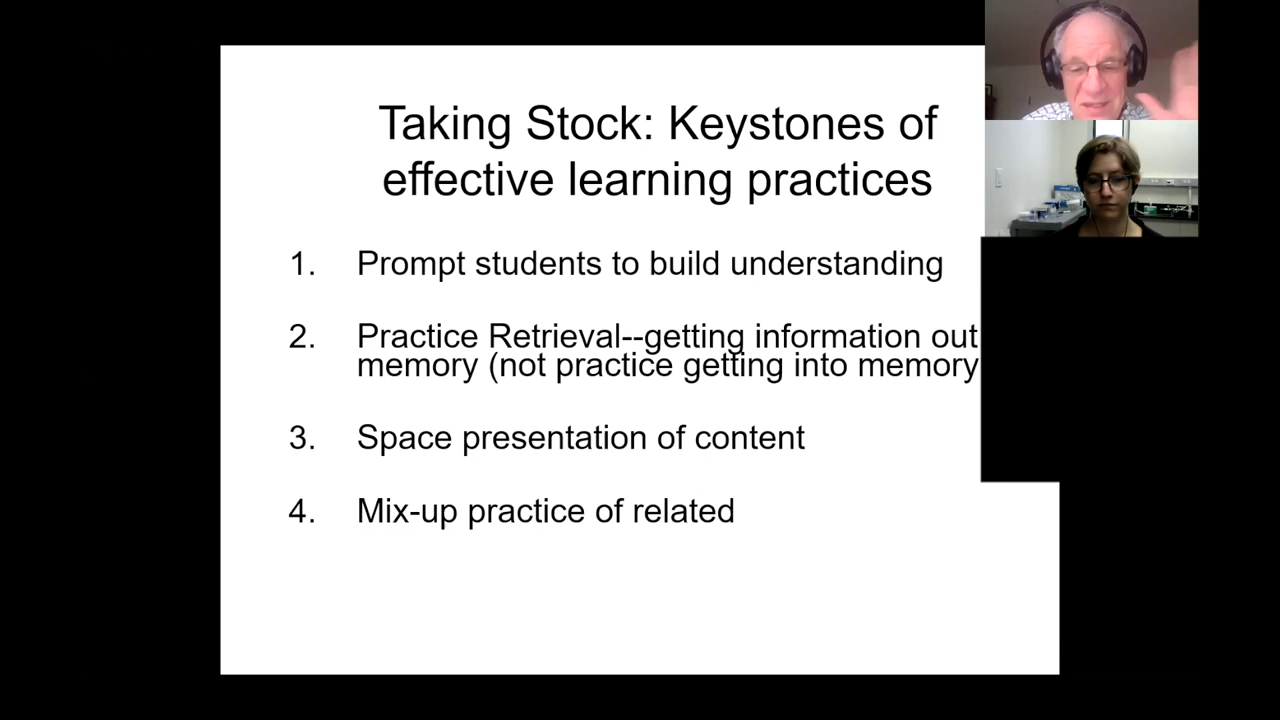 Taking Stock: Keystones of
effective learning practices
1. Prompt students to build understanding
2. Practice Retrieval--getting information out
memory (not practice getting into memory
3. Space presentation of content
4. Mix-up practice of related